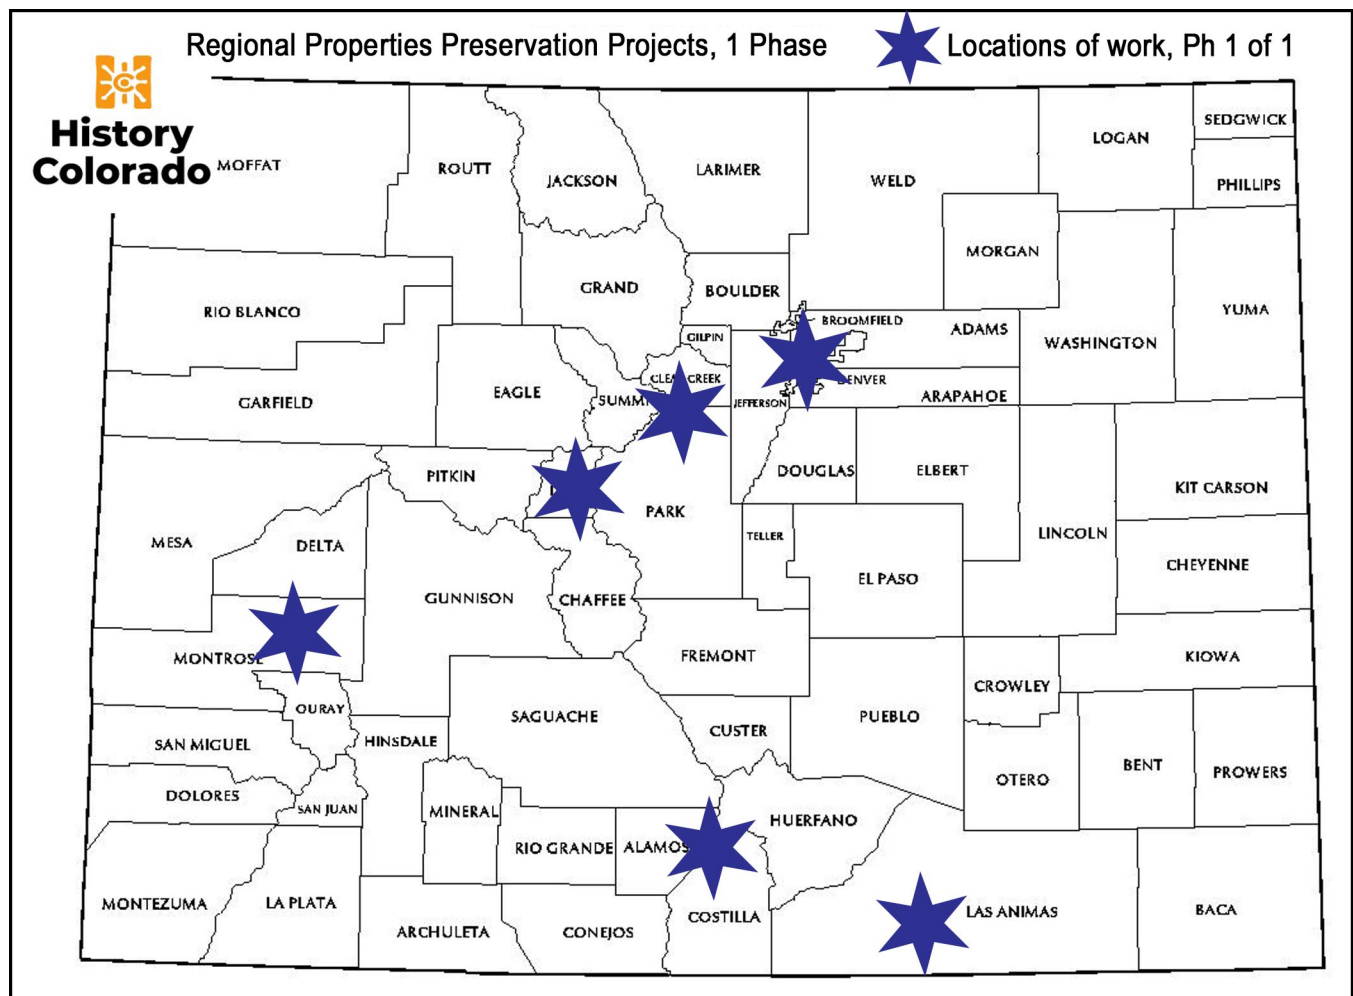 Regional Properties Preservation Projects, 1 Phase
Locations of work, Ph 1 of 1
History
Colorado
MOFFAT
ROUTT
JACKSON
LARIMER
WELD
LOGAN
SEDGWICK
PHILLIPS
MORGAN
GRAND
BOULDER
RIO BLANCO
YUMA
BROOMFIELD
ADAMS
WASHINGTON
GILPIN
CREEK
EAGLE
GARFIELD
JEFFERSON
ARAPAHOE
PITKIN
DOUGLAS
ELBERT
KIT CARSON
PARK
MESA
DELTA
TELLER
LINCOLN
EL PASO
CHEYENNE
GUNNISON
CHAFFEE
MONTROSE
FREMONT
KIOWA
CROWLEY
OURAY
SAGUACHE
CUSTER
PUEBLO
SAN MIGUEL
HINSDALE
BENT
PROWERS
OTERO
DOLORES
SAN JUAN
MINERAL
HUERFANO
RIO GRANDE
ALAMOS
MONTEZUMA
LA PLATA
ARCHULETA
CONEJOS
COSTILLA
LAS ANIMAS
BACA